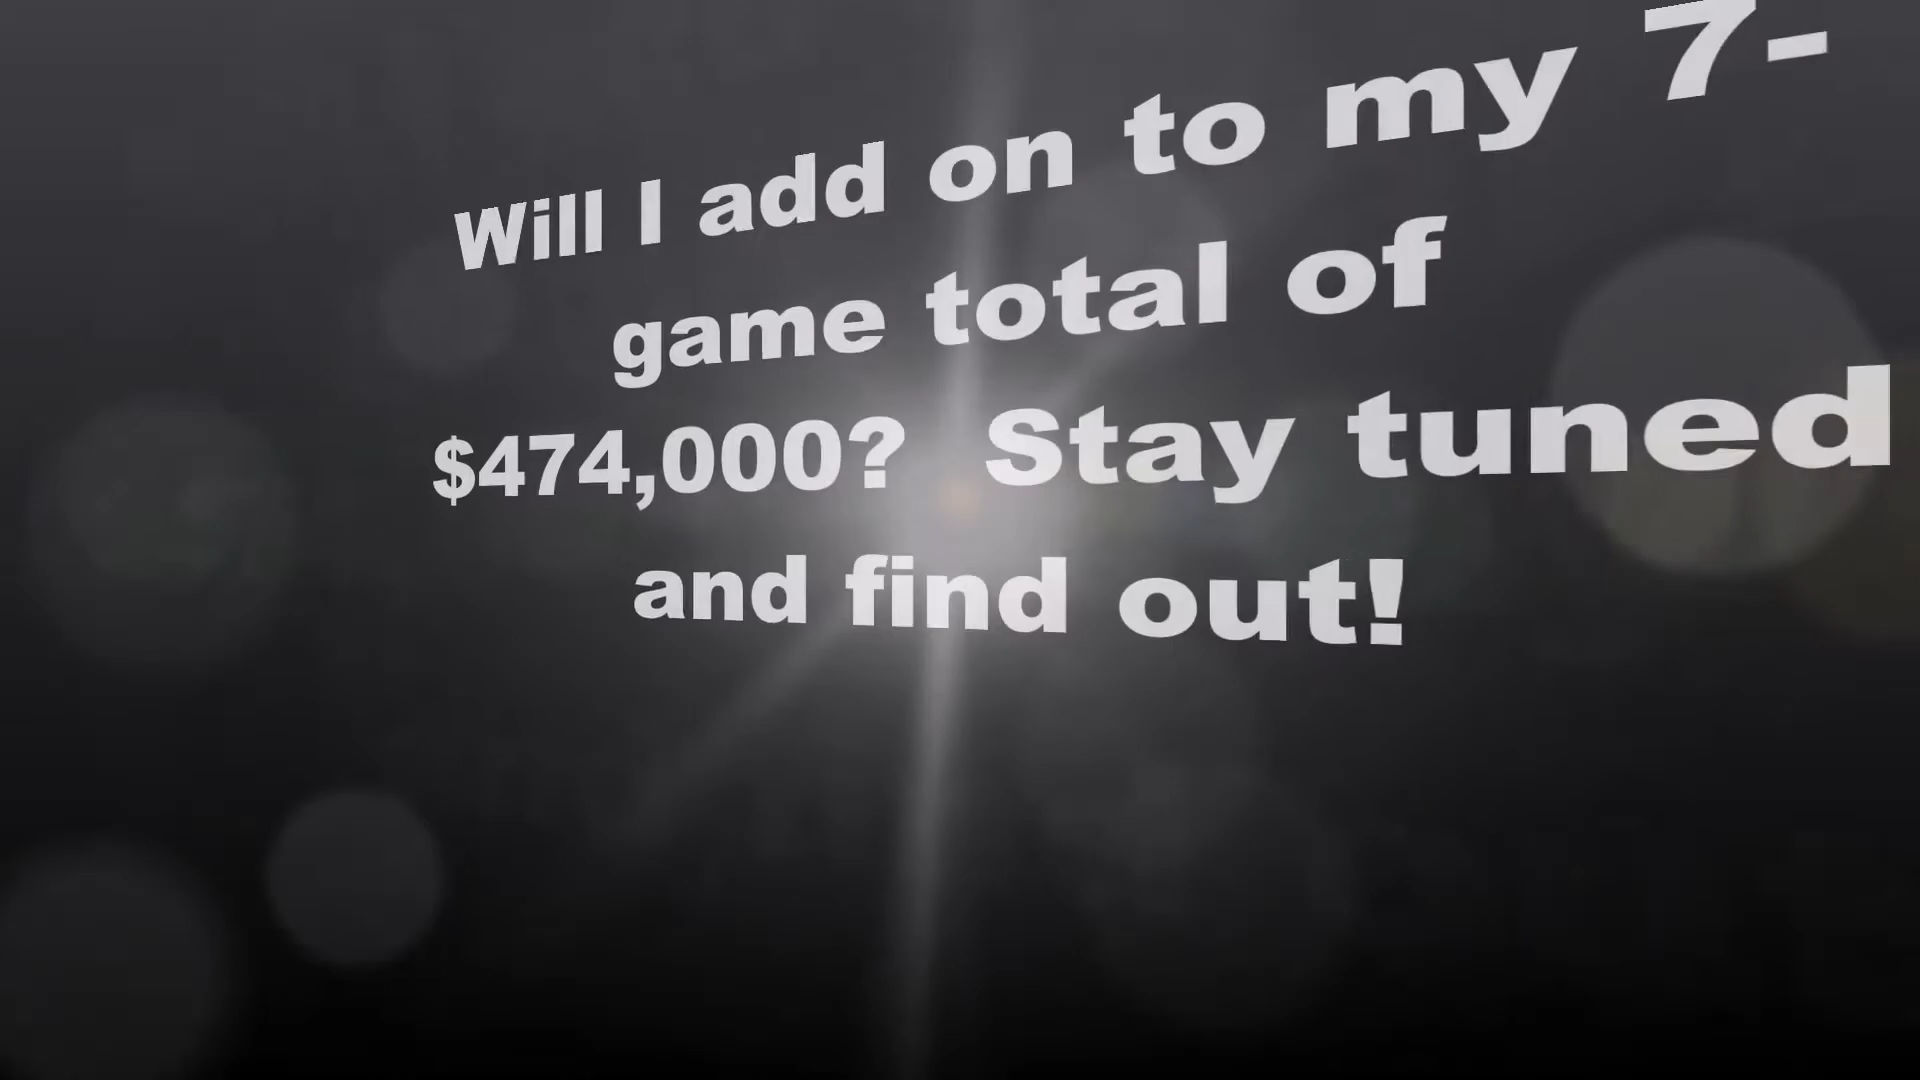 Will I add on to my 7-
game total of
$474,000?  Stay tuned
and find out!